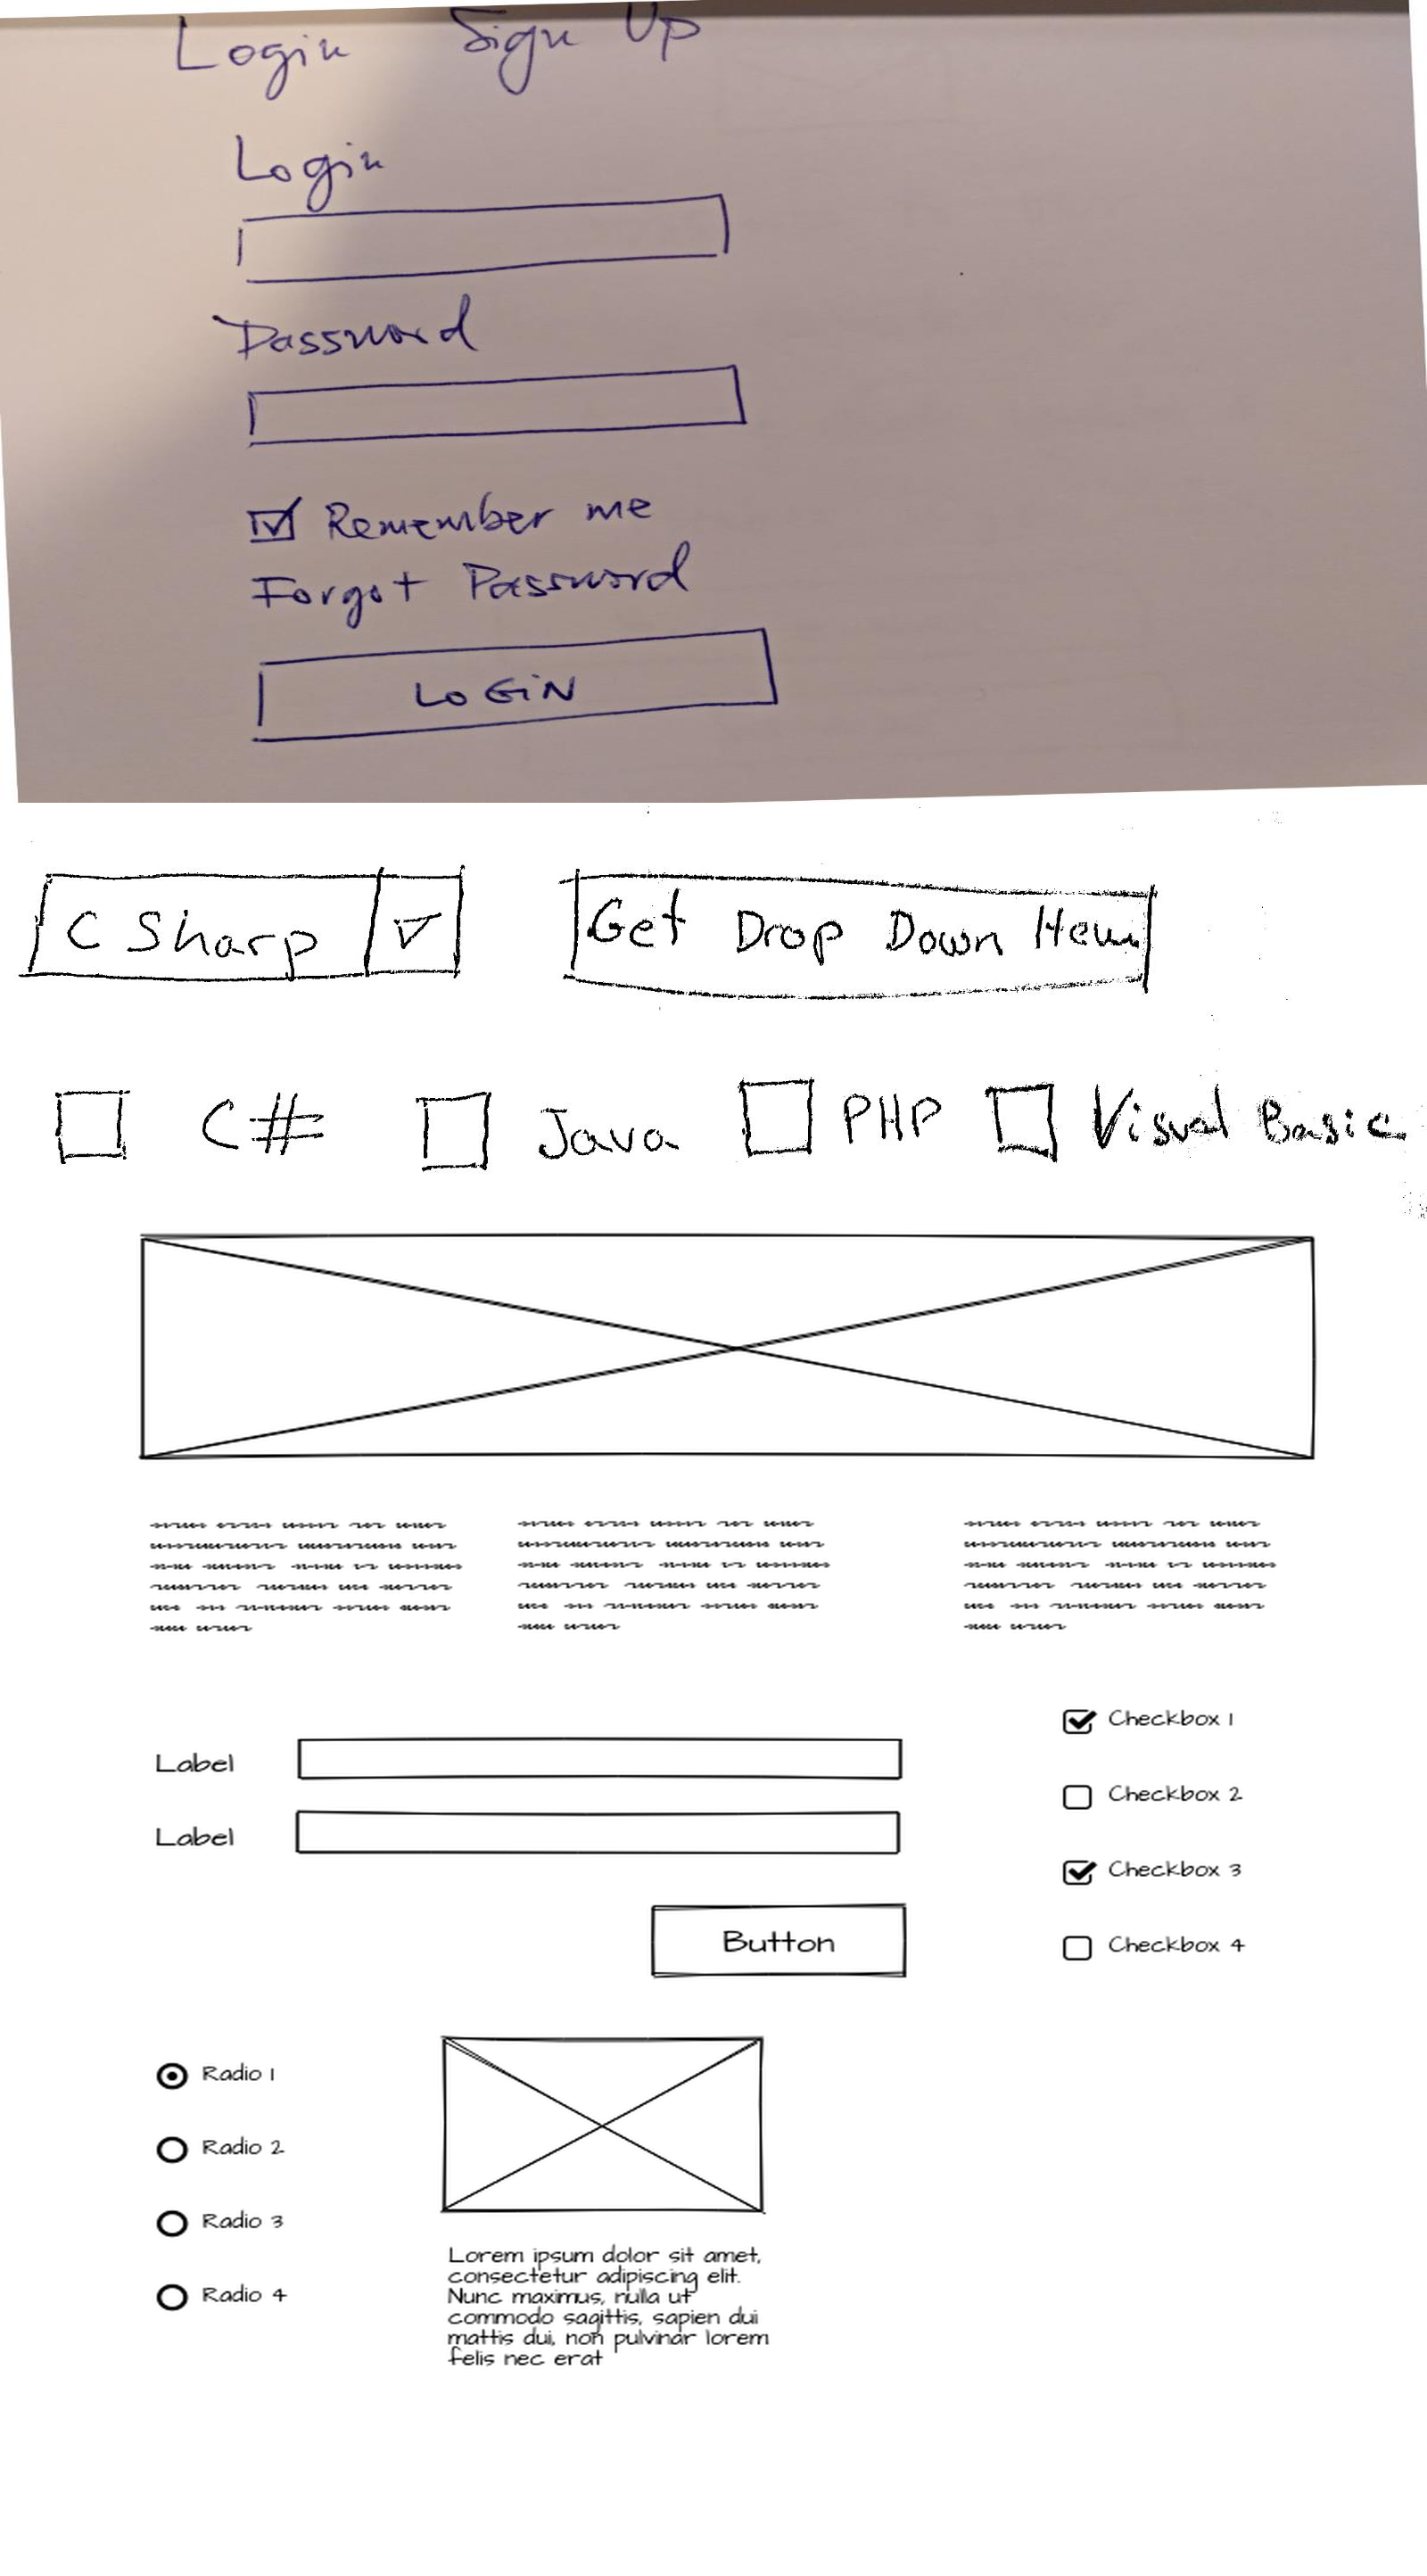 Login Sign Up
Login
Password
Remember me
Forgot Password
LOGIN
C Sharp Get Drop Down Item
C# Java PHP Visual Basic
Label
Label
Button
Checkbox 1
Checkbox 2
Checkbox 3
Checkbox 4
Radio 1
Radio 2
Radio 3
Radio 4
Lorem ipsum dolor sit amet,
consectetur adipiscing elit.
Nunc maximus, nulla ut
commodo sagittis, sapien dui
mattis dui, non pulvinar lorem
felis nec erat